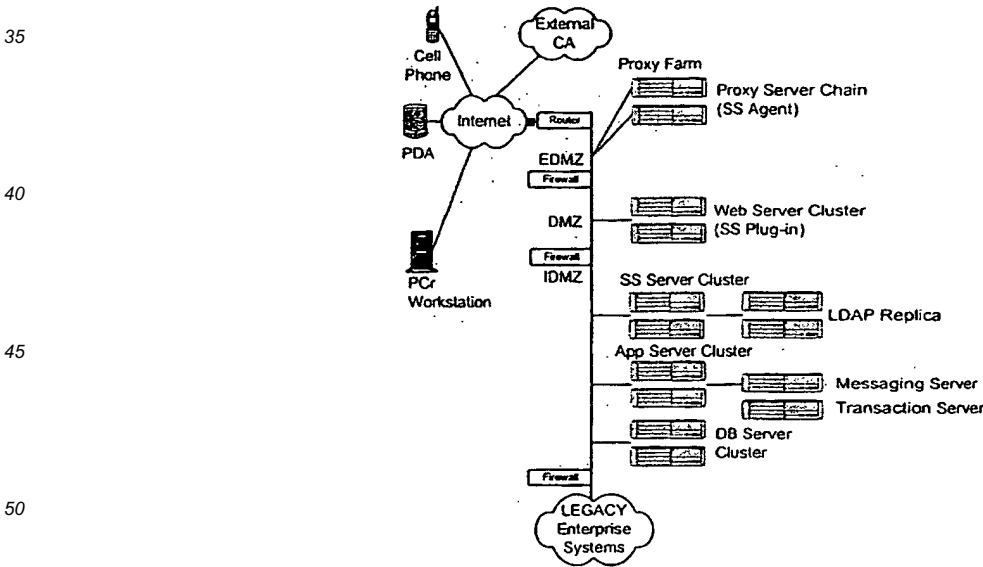 35
External
CA
Cell
Phone
Proxy Farm
Proxy Server Chain
(SS Agent)
Internet
Router
PDA
EDMZ
Firewall
40
Web Server Cluster
(SS Plug-in)
DMZ
Firewall
IDMZ
PCr
Workstation
SS Server Cluster
LDAP Replica
45
App Server Cluster
Messaging Server
Transaction Server
DB Server
Cluster
Firewall
50
LEGACY
Enterprise
Systems